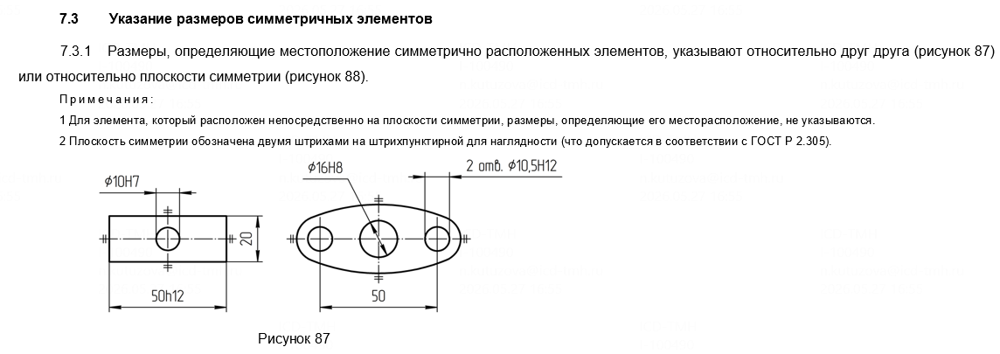 7.3 Указание размеров симметричных элементов
7.3.1 Размеры, определяющие местоположение симметрично расположенных элементов, указывают относительно друг друга (рисунок 87)
или относительно плоскости симметрии (рисунок 88).
Примечания:
1 Для элемента, который расположен непосредственно на плоскости симметрии, размеры, определяющие его месторасположение, не указываются.
2 Плоскость симметрии обозначена двумя штрихами на штрихпунктирной для наглядности (что допускается в соответствии с ГОСТ Р 2.305).
⌀10H7
⌀16H8
2 отв. ⌀10,5H12
20
50h12
50
Рисунок 87